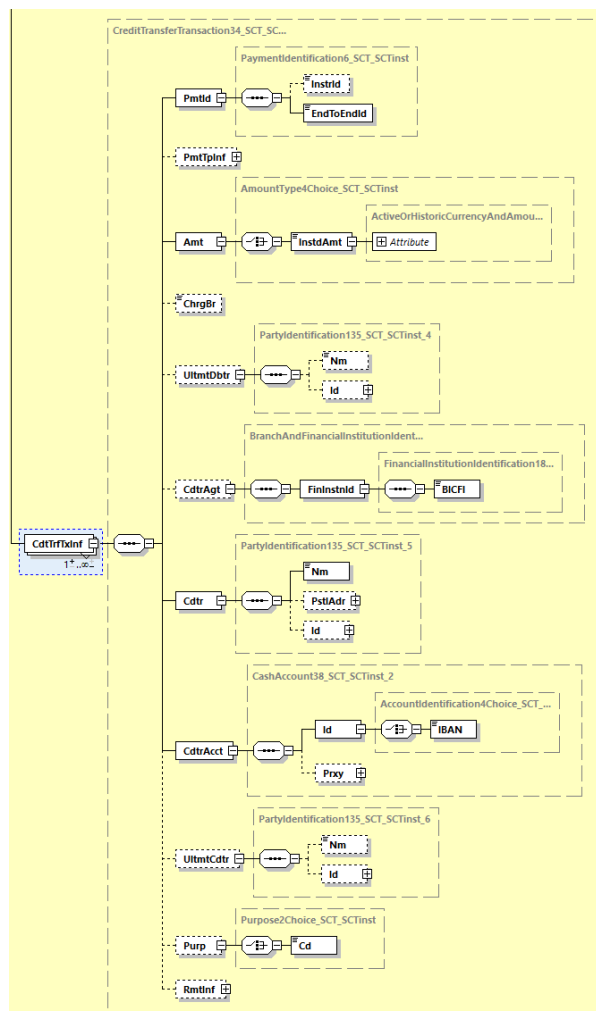 CreditTransferTransaction34_SCT_SC...
PaymentIdentification6_SCT_SCTinst
PmtId
InstrId
EndToEndId
PmtTpInf
AmountType4Choice_SCT_SCTinst
ActiveOrHistoricCurrencyAndAmou...
Amt
InstdAmt
Attribute
ChrgBr
PartyIdentification135_SCT_SCTinst_4
UltmtDbtr
Nm
Id
BranchAndFinancialInstitutionIdent...
FinancialInstitutionIdentification18...
CdtrAgt
FinInstnId
BICFI
CdtTrfTxInf
1..∞
PartyIdentification135_SCT_SCTinst_5
Cdtr
Nm
PstlAdr
Id
CashAccount38_SCT_SCTinst_2
AccountIdentification4Choice_SCT_...
CdtrAcct
Id
IBAN
Prxy
PartyIdentification135_SCT_SCTinst_6
UltmtCdtr
Nm
Id
Purpose2Choice_SCT_SCTinst
Purp
Cd
RmtInf